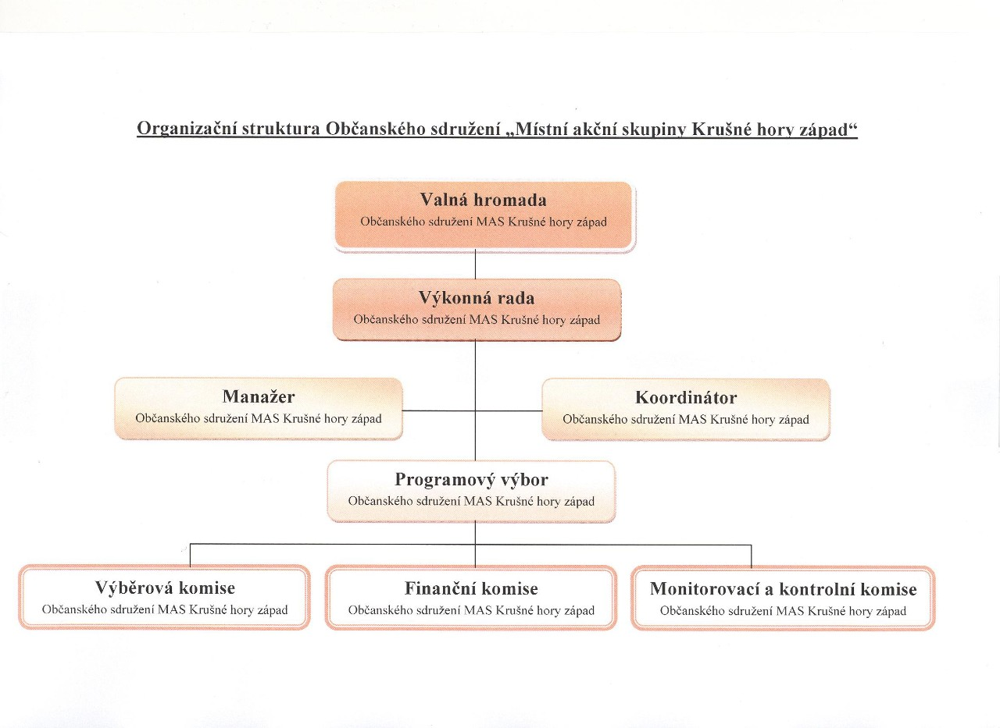 Organizační struktura Občanského sdružení „Místní akční skupiny Krušné hory západ“
Valná hromada
Občanského sdružení MAS Krušné hory západ
Výkonná rada
Občanského sdružení MAS Krušné hory západ
Manažer
Občanského sdružení MAS Krušné hory západ
Koordinátor
Občanského sdružení MAS Krušné hory západ
Programový výbor
Občanského sdružení MAS Krušné hory západ
Výběrová komise
Občanského sdružení MAS Krušné hory západ
Finanční komise
Občanského sdružení MAS Krušné hory západ
Monitorovací a kontrolní komise
Občanského sdružení MAS Krušné hory západ